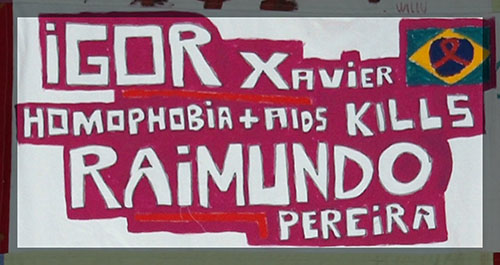 iGOR XAViER
HOMOPHOBiA + AiDS KILLS
RAiMUNDO
PEREiRA